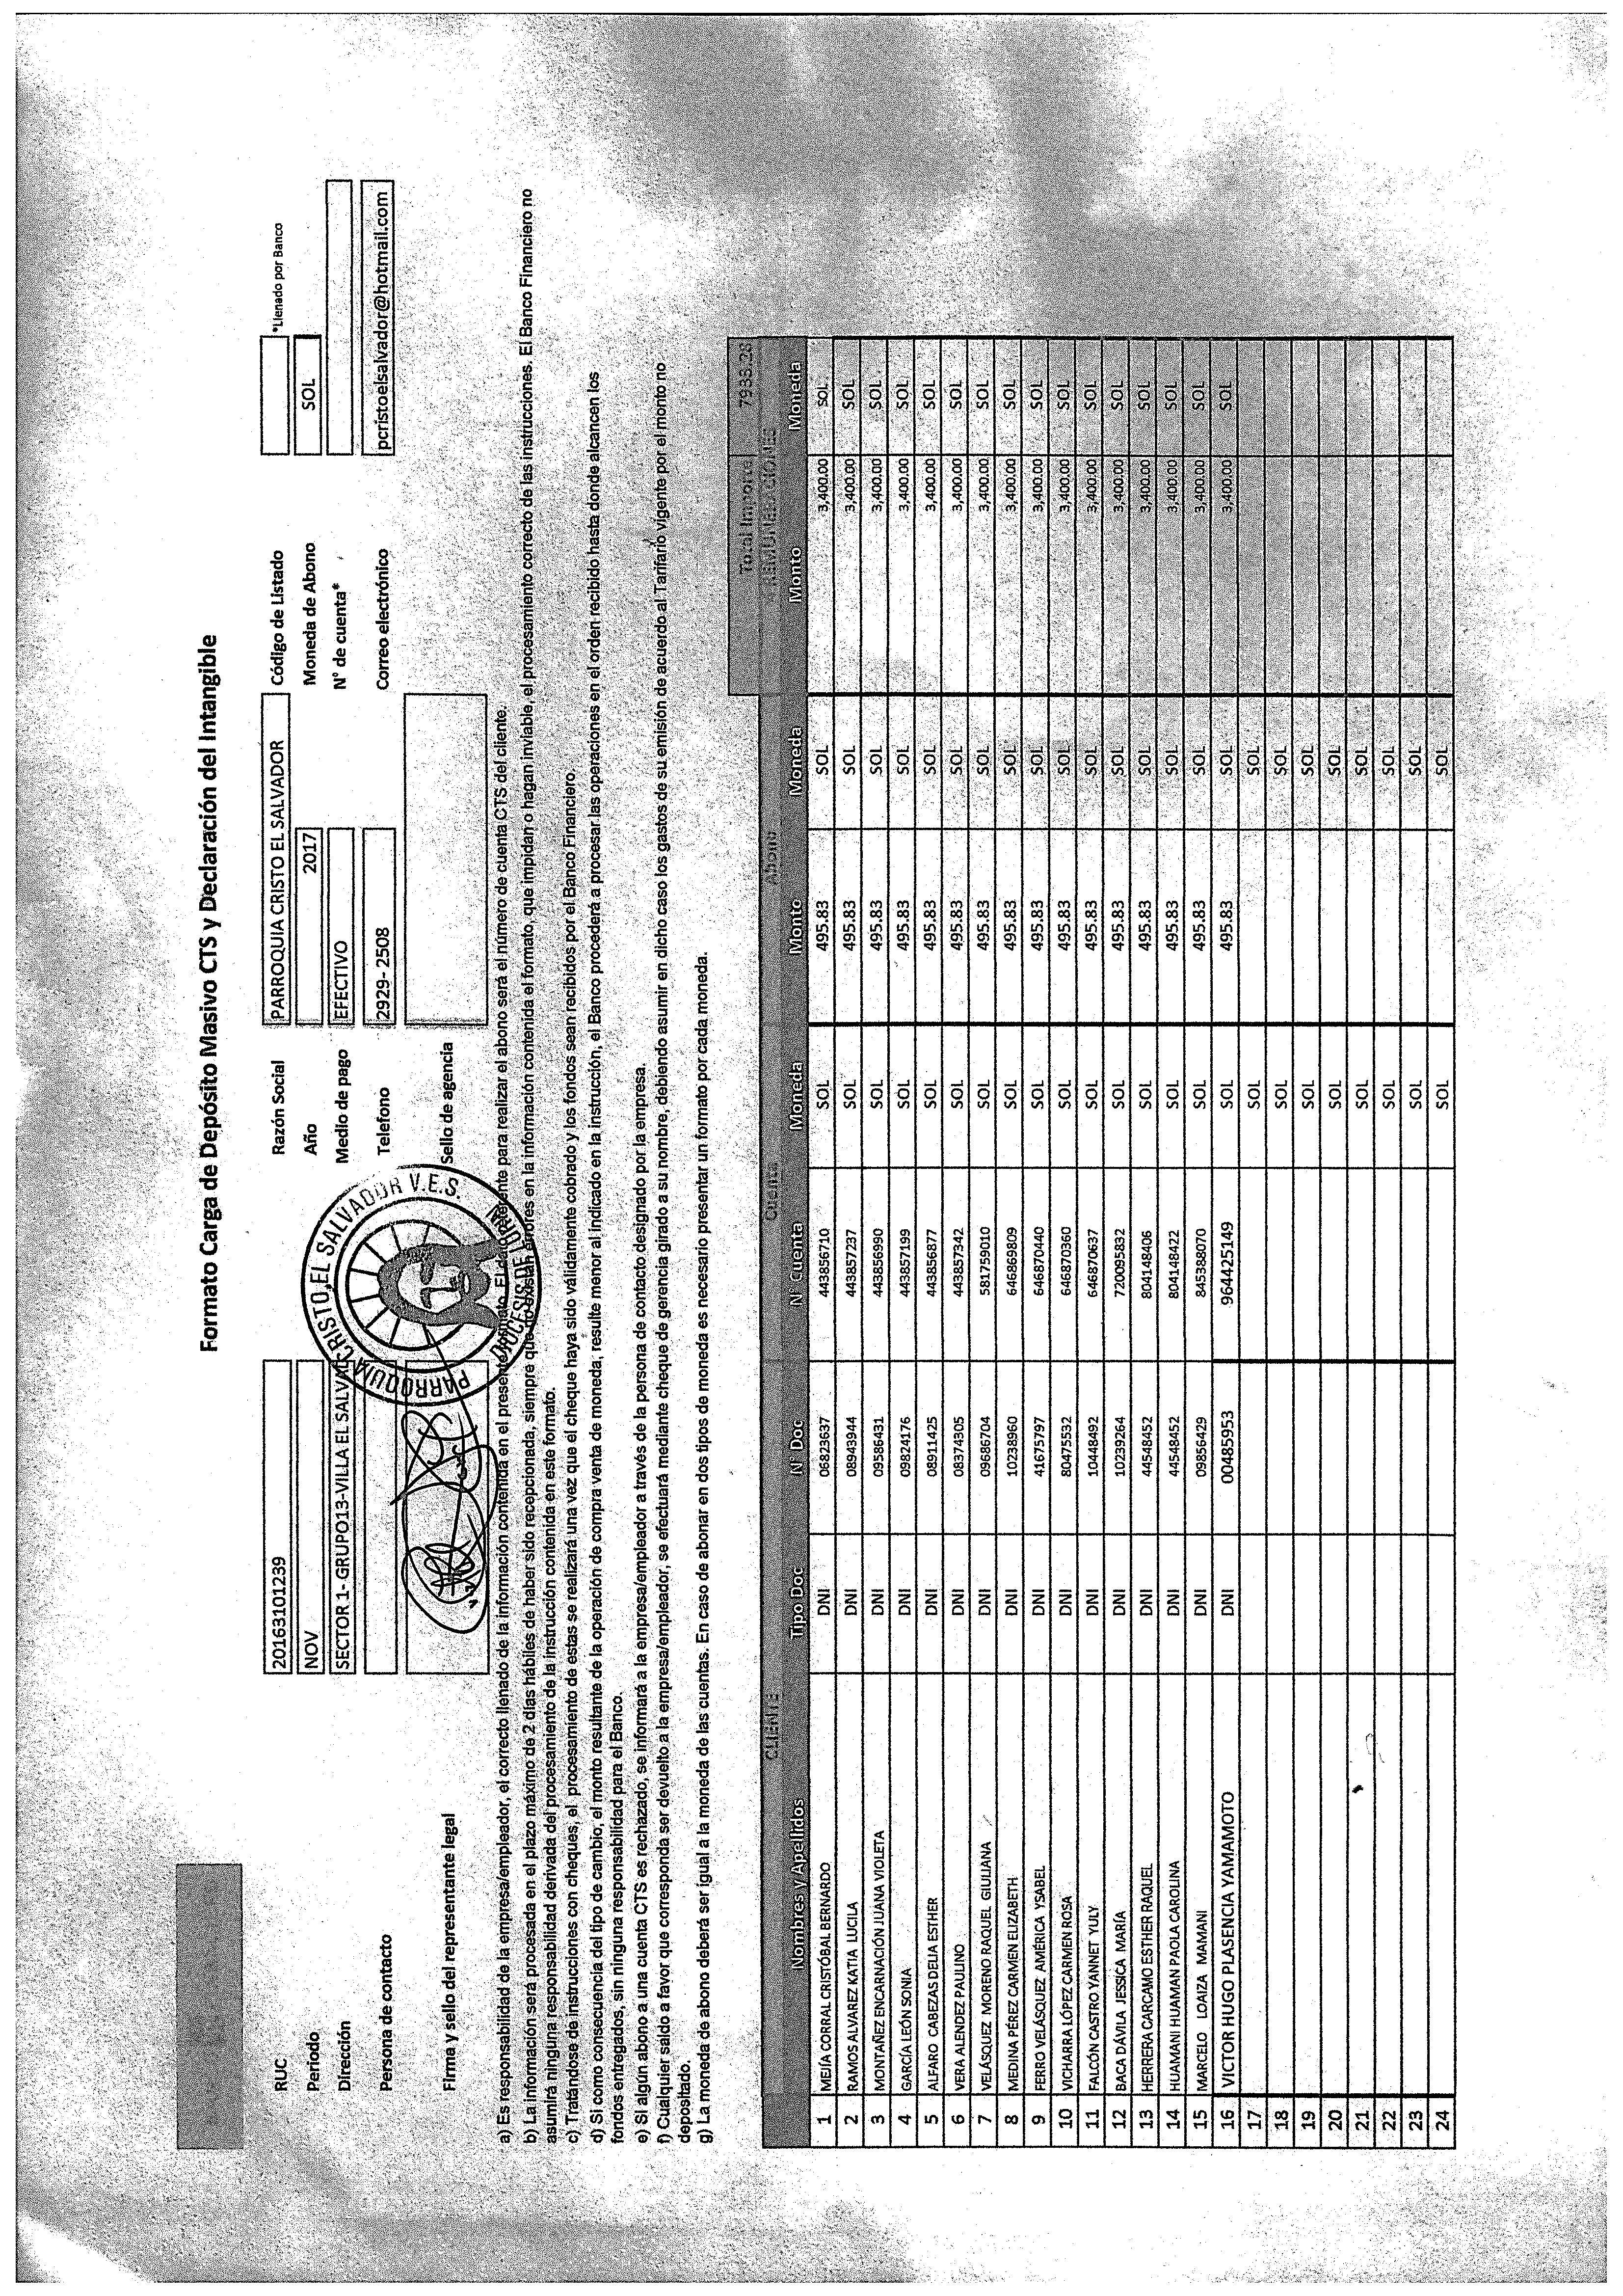 Formato Carga de Depósito Masivo CTS y Declaración del Intangible
RUC 20163101239 Razón Social PARROQUIA CRISTO EL SALVADOR Código de Listado *Llenado por Banco
Periodo NOV Año 2017 Moneda de Abono SOL
Dirección SECTOR 1- GRUPO13-VILLA EL SALVAD Medio de pago EFECTIVO N° de cuenta*
Persona de contacto Telefono 2929- 2508 Correo electrónico pcristoelsalvador@hotmail.com
Firma y sello del representante legal Sello de agencia
PARROQUIA CRISTO, EL SALVADOR V.E.S.
DIOCESIS DE LURIN
a) Es responsabilidad de la empresa/empleador, el correcto llenado de la información contenida en el presente formato. El dato referente para realizar el abono será el número de cuenta CTS del cliente.
b) La información será procesada en el plazo máximo de 2 días hábiles de haber sido recepcionada, siempre que no existan errores en la información contenida el formato, que impidan o hagan inviable, el procesamiento correcto de las instrucciones. El Banco Financiero no
asumirá ninguna responsabilidad derivada del procesamiento de la instrucción contenida en este formato.
c) Tratándose de instrucciones con cheques, el procesamiento de estas se realizará una vez que el cheque haya sido válidamente cobrado y los fondos sean recibidos por el Banco Financiero.
d) Si como consecuencia del tipo de cambio, el monto resultante de la operación de compra venta de moneda, resulte menor al indicado en la instrucción, el Banco procederá a procesar las operaciones en el orden recibido hasta donde alcancen los
fondos entregados, sin ninguna responsabilidad para el Banco.
e) Si algún abono a una cuenta CTS es rechazado, se informará a la empresa/empleador a través de la persona de contacto designado por la empresa.
f) Cualquier saldo a favor que corresponda ser devuelto a la empresa/empleador, se efectuará mediante cheque de gerencia girado a su nombre, debiendo asumir en dicho caso los gastos de su emisión de acuerdo al Tarifario vigente por el monto no
depositado.
g) La moneda de abono deberá ser igual a la moneda de las cuentas. En caso de abonar en dos tipos de moneda es necesario presentar un formato por cada moneda.
Total Importe 7933.28
CLIENTE Cuenta Abono REMUNERACIONES
Nombres y Apellidos Tipo Doc N° Doc N° Cuenta Moneda Monto Moneda Monto Moneda
1 MEJÍA CORRAL CRISTÓBAL BERNARDO DNI 06823637 443856710 SOL 495.83 SOL 3,400.00 SOL
2 RAMOS ALVAREZ KATIA LUCILA DNI 08943944 443857237 SOL 495.83 SOL 3,400.00 SOL
3 MONTAÑEZ ENCARNACIÓN JUANA VIOLETA DNI 09586431 443856990 SOL 495.83 SOL 3,400.00 SOL
4 GARCÍA LEÓN SONIA DNI 09824176 443857199 SOL 495.83 SOL 3,400.00 SOL
5 ALFARO CABEZAS DELIA ESTHER DNI 08911425 443856877 SOL 495.83 SOL 3,400.00 SOL
6 VERA ALENDEZ PAULINO DNI 08374305 443857342 SOL 495.83 SOL 3,400.00 SOL
7 VELÁSQUEZ MORENO RAQUEL GIULIANA DNI 09686704 581759010 SOL 495.83 SOL 3,400.00 SOL
8 MEDINA PÉREZ CARMEN ELIZABETH DNI 10238960 646869809 SOL 495.83 SOL 3,400.00 SOL
9 FERRO VELÁSQUEZ AMÉRICA YSABEL DNI 41675797 646870440 SOL 495.83 SOL 3,400.00 SOL
10 VICHARRA LÓPEZ CARMEN ROSA DNI 80475532 646870360 SOL 495.83 SOL 3,400.00 SOL
11 FALCÓN CASTRO YANNET YULY DNI 10448492 646870637 SOL 495.83 SOL 3,400.00 SOL
12 BACA DÁVILA JESSICA MARÍA DNI 10239264 720095832 SOL 495.83 SOL 3,400.00 SOL
13 HERRERA CARCAMO ESTHER RAQUEL DNI 44548452 804148406 SOL 495.83 SOL 3,400.00 SOL
14 HUAMANI HUAMAN PAOLA CAROLINA DNI 44548452 804148422 SOL 495.83 SOL 3,400.00 SOL
15 MARCELO LOAIZA MAMANI DNI 09856429 845388070 SOL 495.83 SOL 3,400.00 SOL
16 VICTOR HUGO PLASENCIA YAMAMOTO DNI 00485953 964425149 SOL 495.83 SOL 3,400.00 SOL
17 SOL SOL
18 SOL SOL
19 SOL SOL
20 SOL SOL
21 SOL SOL
22 SOL SOL
23 SOL SOL
24 SOL SOL